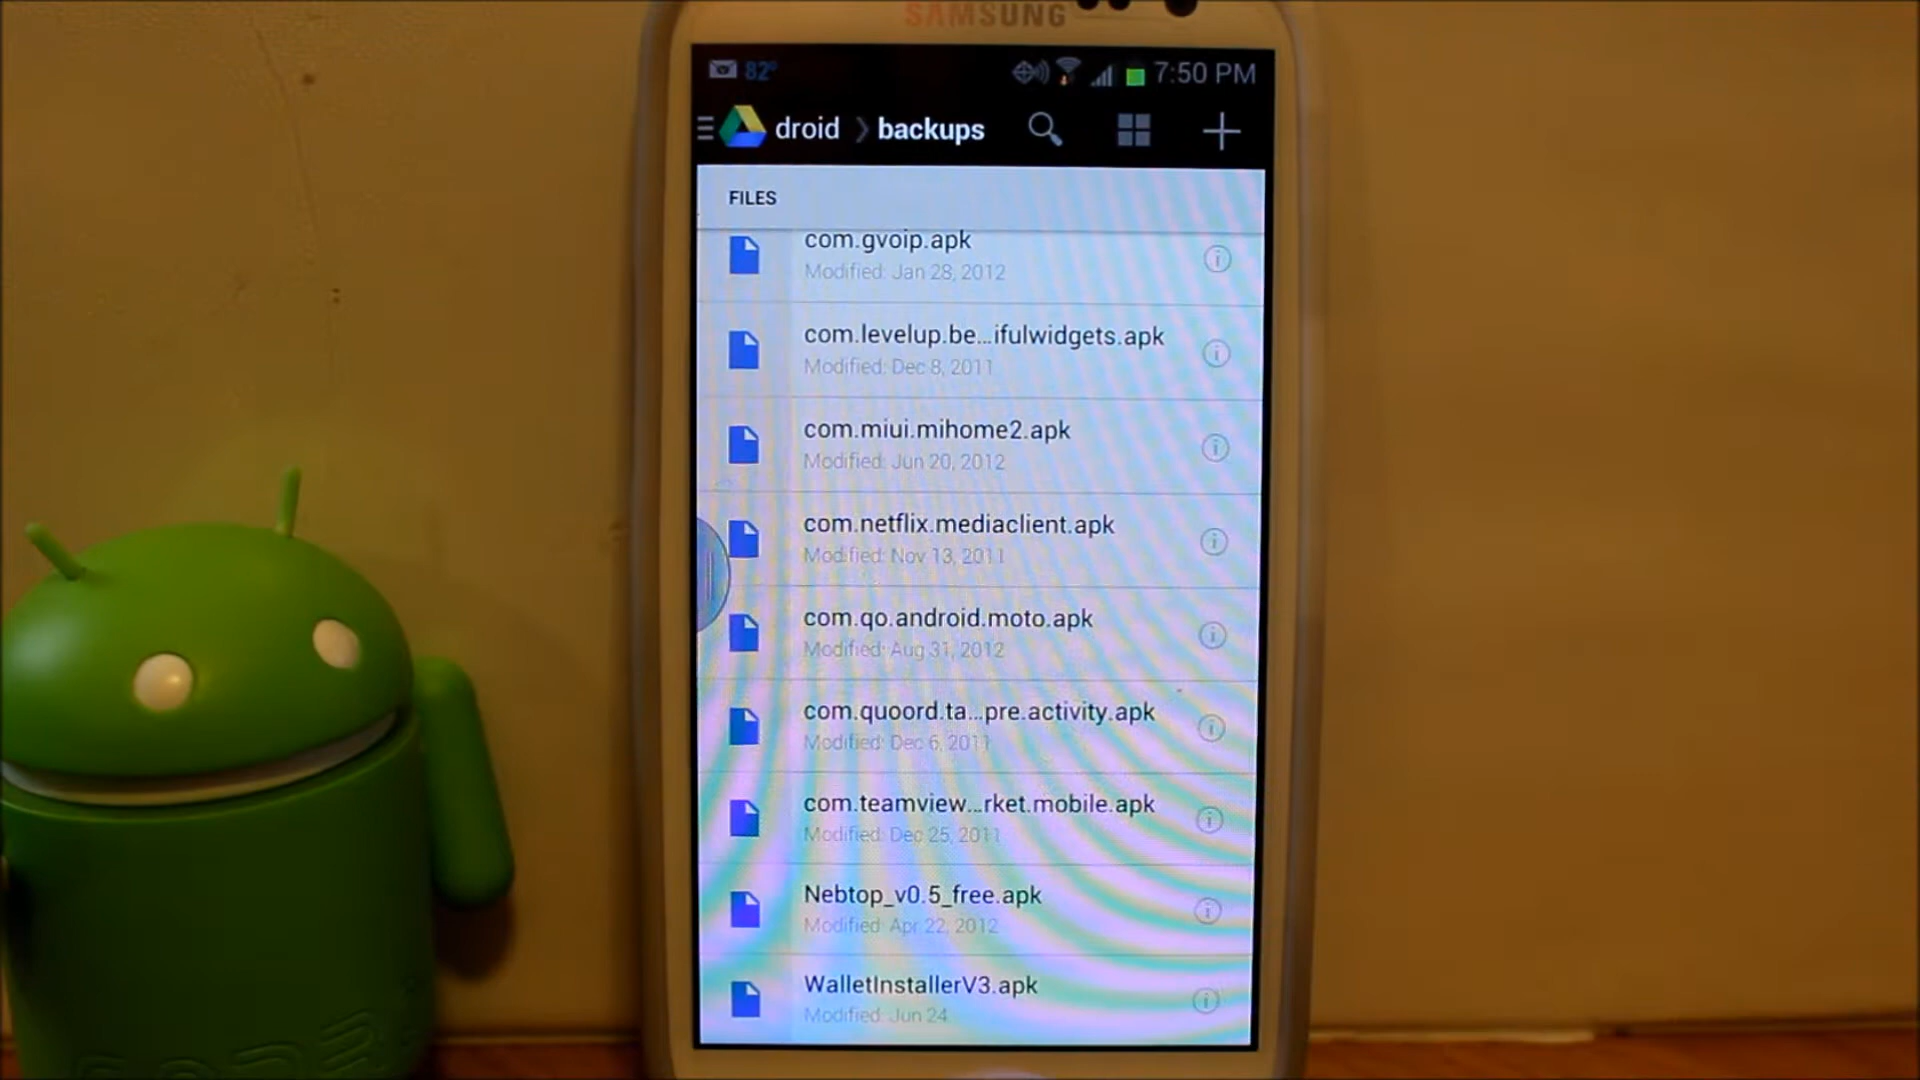 SAMSUNG
82° 7:50 PM
droid > backups
FILES
com.gvoip.apk
Modified: Jan 28, 2012
com.levelup.be...ifulwidgets.apk
Modified: Dec 8, 2011
com.miui.mihome2.apk
Modified: Jun 20, 2012
com.netflix.mediaclient.apk
Modified: Nov 13, 2011
com.qo.android.moto.apk
Modified: Aug 31, 2012
com.quoord.ta...pre.activity.apk
Modified: Dec 6, 2011
com.teamview...rket.mobile.apk
Modified: Dec 25, 2011
Nebtop_v0.5_free.apk
Modified: Apr 22, 2012
WalletInstallerV3.apk
Modified: Jun 24